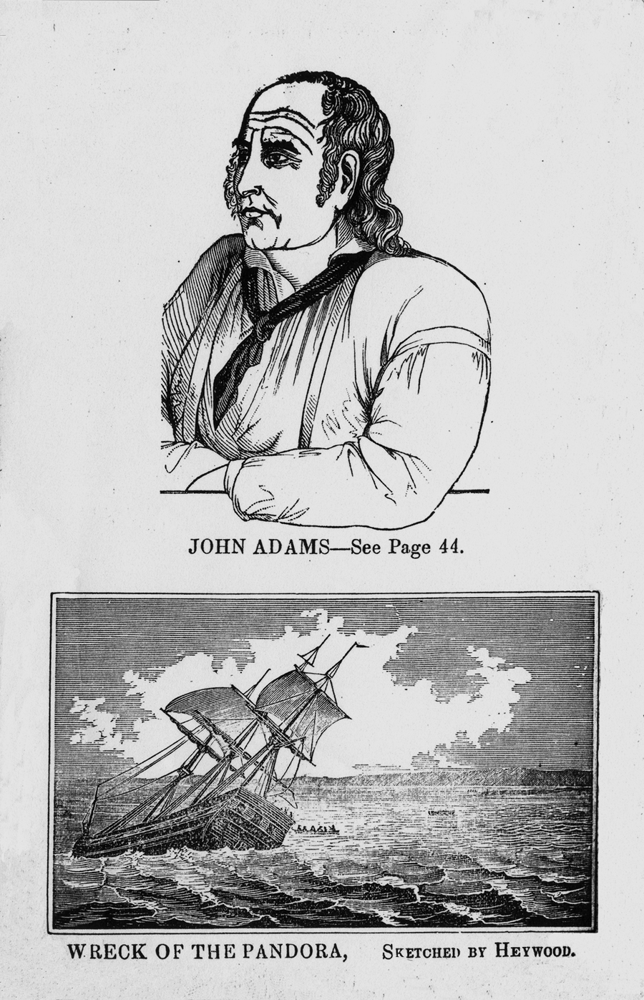 JOHN ADAMS—See Page 44.
WRECK OF THE PANDORA, SKETCHED BY HEYWOOD.